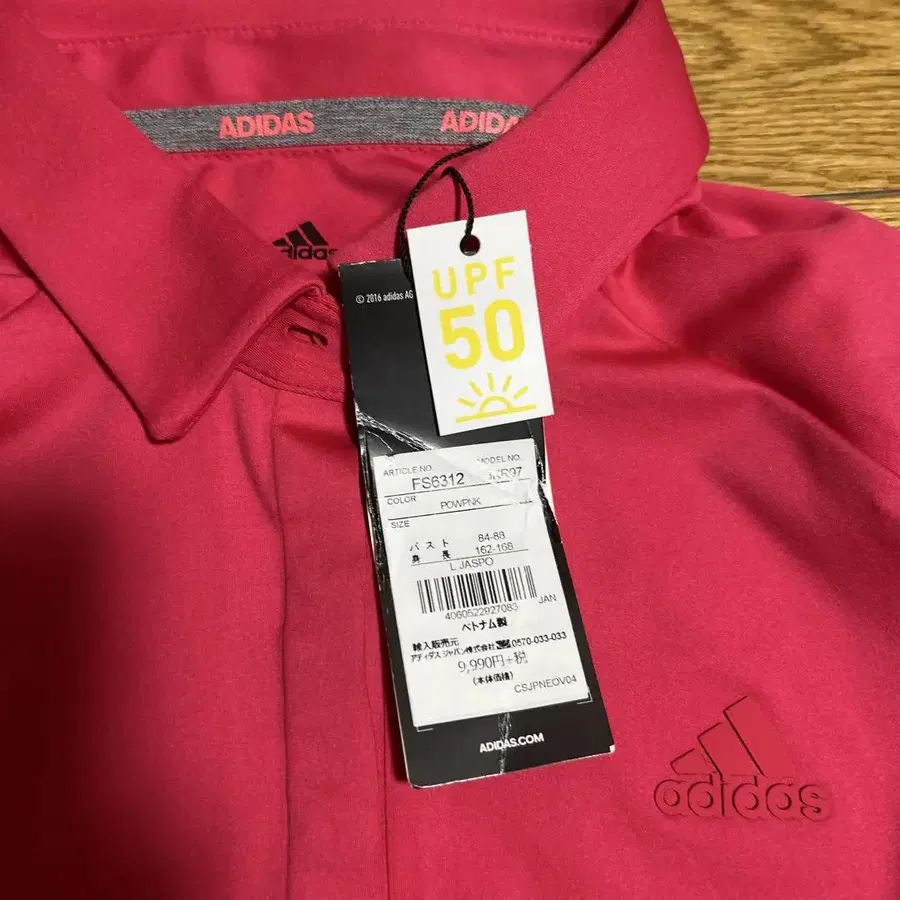 ADIDAS
ADIDA
adidas
© 2016 adidas AG
UPF
50
ARTICLE NO.
MODEL NO.
FS6312
COLOR
POWPNK
SIZE
バスト 84-88
身長 162-168
L JASPO
4060522927083
JAN
ベトナム製
輸入販売元
アディダス ジャパン株式会社 0570-033-033
9,990円+税
(本体価格)
CSJPNEOV04
ADIDAS.COM
adidas